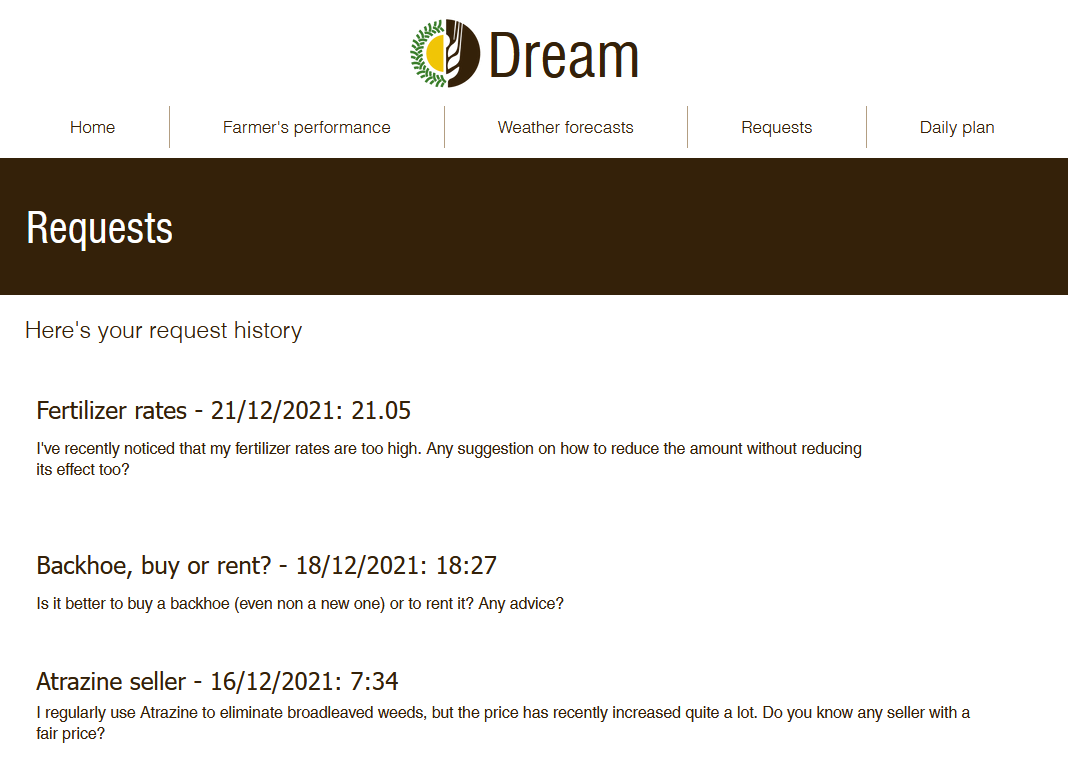 Dream
Home
Farmer's performance
Weather forecasts
Requests
Daily plan
Requests
Here's your request history
Fertilizer rates - 21/12/2021: 21.05
I've recently noticed that my fertilizer rates are too high. Any suggestion on how to reduce the amount without reducing
its effect too?
Backhoe, buy or rent? - 18/12/2021: 18:27
Is it better to buy a backhoe (even non a new one) or to rent it? Any advice?
Atrazine seller - 16/12/2021: 7:34
I regularly use Atrazine to eliminate broadleaved weeds, but the price has recently increased quite a lot. Do you know any seller with a
fair price?